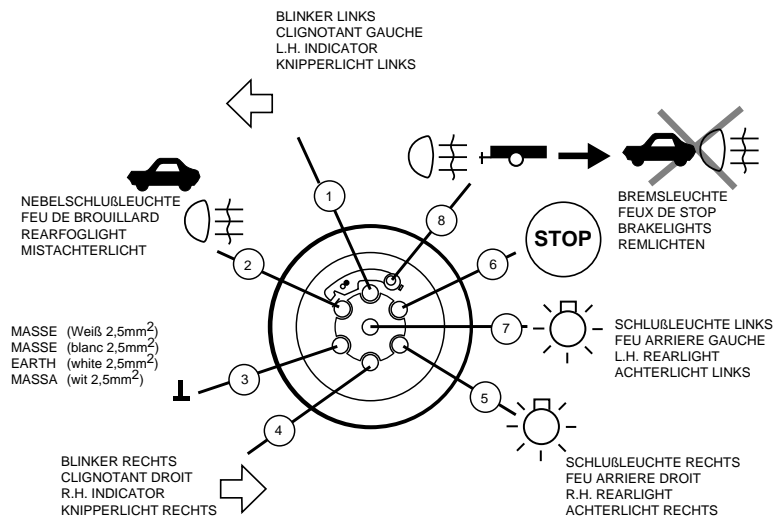 BLINKER LINKS
CLIGNOTANT GAUCHE
L.H. INDICATOR
KNIPPERLICHT LINKS
NEBELSCHLUßLEUCHTE
FEU DE BROUILLARD
REARFOGLIGHT
MISTACHTERLICHT
1
8
BREMSLEUCHTE
FEUX DE STOP
BRAKELIGHTS
REMLICHTEN
STOP
2
6
MASSE (Weiß 2,5mm²)
MASSE (blanc 2,5mm²)
EARTH (white 2,5mm²)
MASSA (wit 2,5mm²)
7
SCHLUßLEUCHTE LINKS
FEU ARRIERE GAUCHE
L.H. REARLIGHT
ACHTERLICHT LINKS
3
5
4
BLINKER RECHTS
CLIGNOTANT DROIT
R.H. INDICATOR
KNIPPERLICHT RECHTS
SCHLUßLEUCHTE RECHTS
FEU ARRIERE DROIT
R.H. REARLIGHT
ACHTERLICHT RECHTS